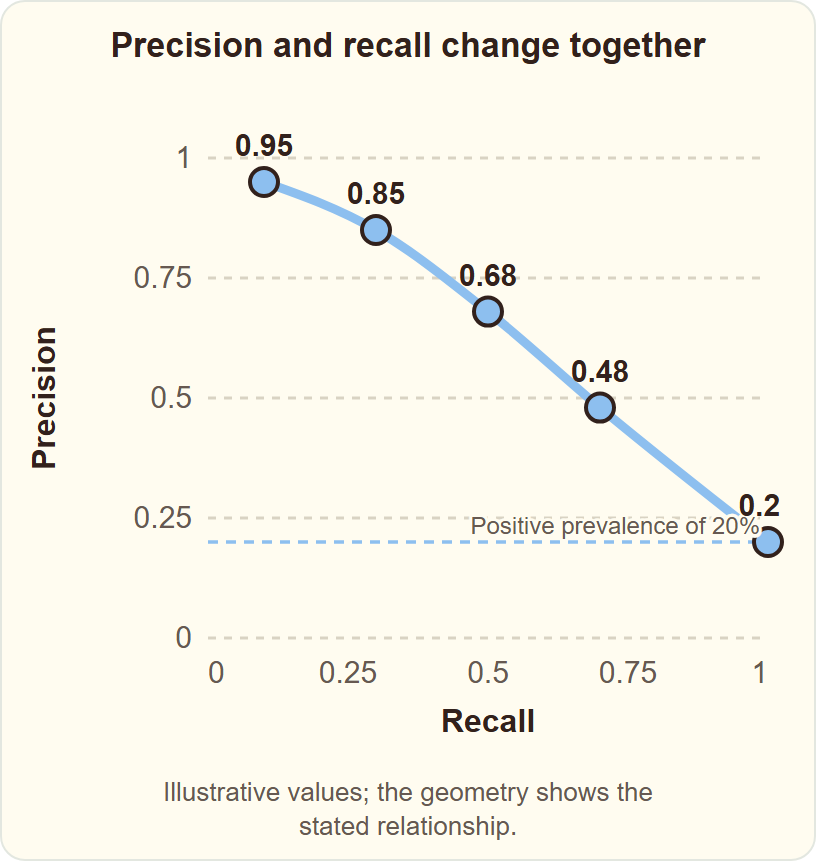 Precision and recall change together
0.95
1
0.85
0.75
0.68
Precision
0.48
0.5
0.2
0.25
Positive prevalence of 20%
0
0 0.25 0.5 0.75 1
Recall
Illustrative values; the geometry shows the
stated relationship.